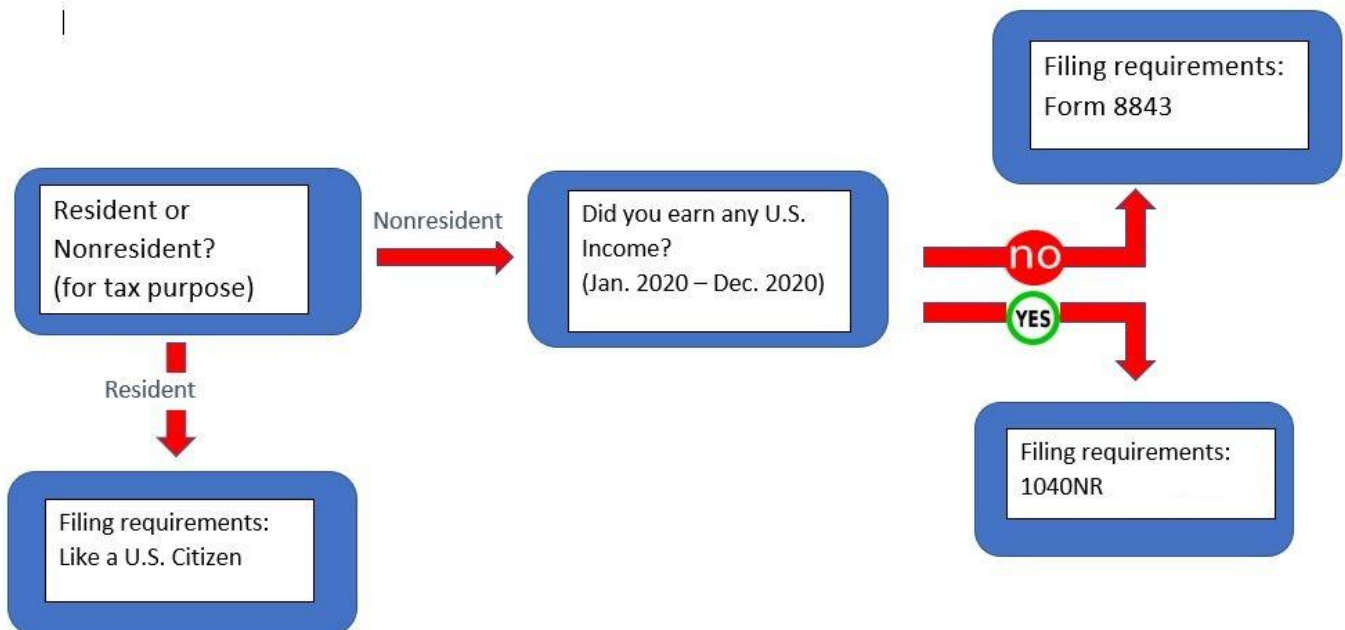 Resident or
Nonresident?
(for tax purpose)
Nonresident
Did you earn any U.S.
Income?
(Jan. 2020 – Dec. 2020)
no
YES
Filing requirements:
Form 8843
Filing requirements:
1040NR
Resident
Filing requirements:
Like a U.S. Citizen